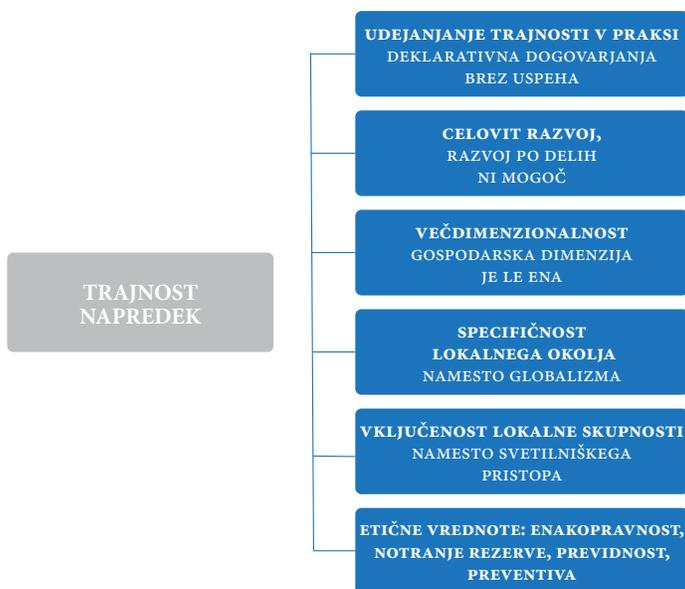 UDEJANJANJE TRAJNOSTI V PRAKSI
DEKLARATIVNA DOGOVARJANJA
BREZ USPEHA
CELOVIT RAZVOJ,
RAZVOJ PO DELIH
NI MOGOČ
VEČDIMENZIONALNOST
GOSPODARSKA DIMENZIJA
JE LE ENA
TRAJNOST
NAPREDEK
SPECIFIČNOST
LOKALNEGA OKOLJA
NAMESTO GLOBALIZMA
VKLJUČENOST LOKALNE SKUPNOSTI
NAMESTO SVETILNIŠKEGA
PRISTOPA
ETIČNE VREDNOTE: ENAKOPRAVNOST,
NOTRANJE REZERVE, PREVIDNOST,
PREVENTIVA